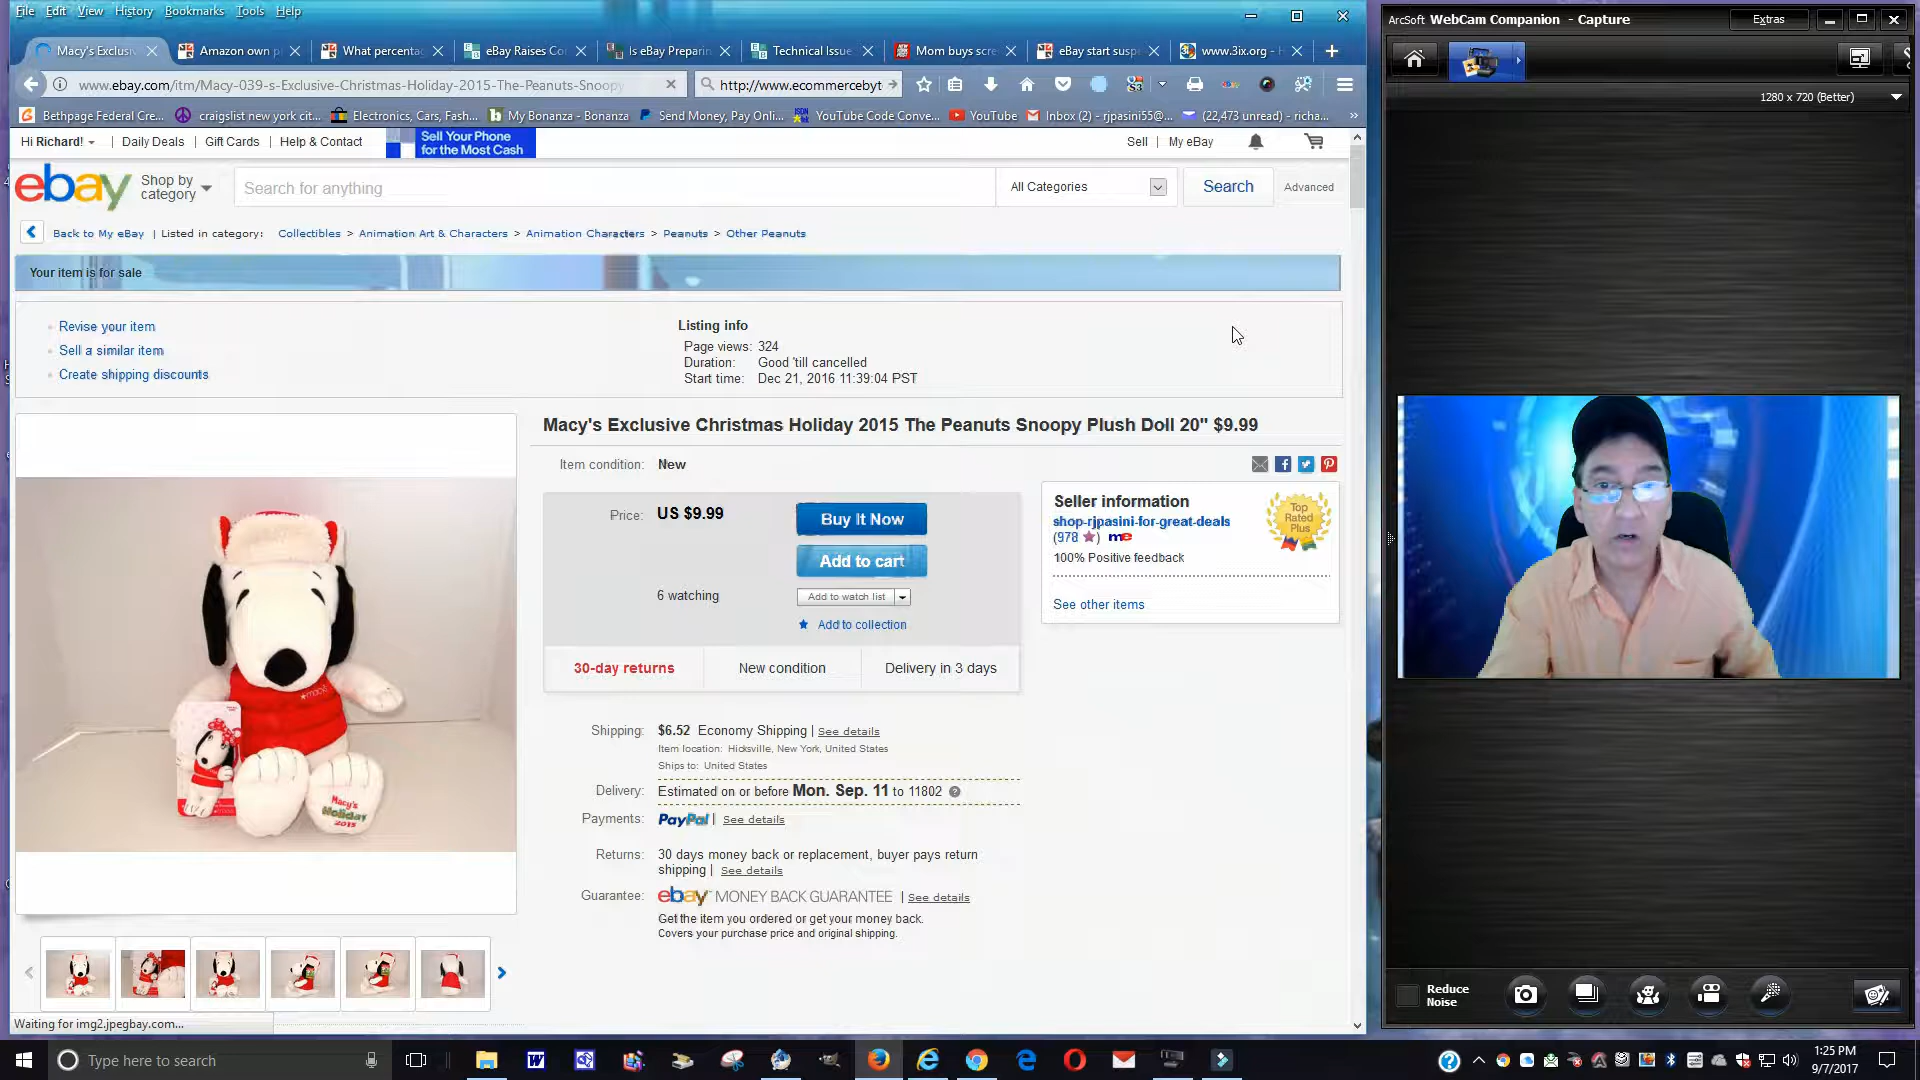 File Edit View History Bookmarks Tools Help
Macy's Exclus
Amazon own p
What percenta
eBay Raises Co
Is eBay Preparin
Technical Issue
Mom buys scre
eBay start susp
www.3ix.org - H
www.ebay.com/itm/Macy-039-s-Exclusive-Christmas-Holiday-2015-The-Peanuts-Snoopy
http://www.ecommercebyt
Bethpage Federal Cre...
craigslist new york cit...
Electronics, Cars, Fash...
My Bonanza - Bonanza
Send Money, Pay Onli...
YouTube Code Conve...
YouTube
Inbox (2) - rjpasini55@...
(22,473 unread) - richa...
Hi Richard!
Daily Deals
Gift Cards
Help & Contact
Sell Your Phone
for the Most Cash
Sell
My eBay
ebay
Shop by
category
Search for anything
All Categories
Search
Advanced
Back to My eBay | Listed in category: Collectibles > Animation Art & Characters > Animation Characters > Peanuts > Other Peanuts
Your item is for sale
Revise your item
Sell a similar item
Create shipping discounts
Listing info
Page views: 324
Duration: Good 'till cancelled
Start time: Dec 21, 2016 11:39:04 PST
Macy's Exclusive Christmas Holiday 2015 The Peanuts Snoopy Plush Doll 20" $9.99
Item condition: New
Price: US $9.99
Buy It Now
Add to cart
6 watching
Add to watch list
Add to collection
30-day returns
New condition
Delivery in 3 days
Shipping: $6.52 Economy Shipping | See details
Item location: Hicksville, New York, United States
Ships to: United States
Delivery: Estimated on or before Mon. Sep. 11 to 11802
Payments: PayPal | See details
Returns: 30 days money back or replacement, buyer pays return
shipping | See details
Guarantee: ebay MONEY BACK GUARANTEE | See details
Get the item you ordered or get your money back.
Covers your purchase price and original shipping.
Seller information
shop-rjpasini-for-great-deals
(978) me
100% Positive feedback
See other items
Top
Rated
Plus
macy's
Macy's
Holiday
2015
Waiting for img2.jpegbay.com...
ArcSoft WebCam Companion - Capture
Extras
1280 x 720 (Better)
Reduce
Noise
Type here to search
1:25 PM
9/7/2017